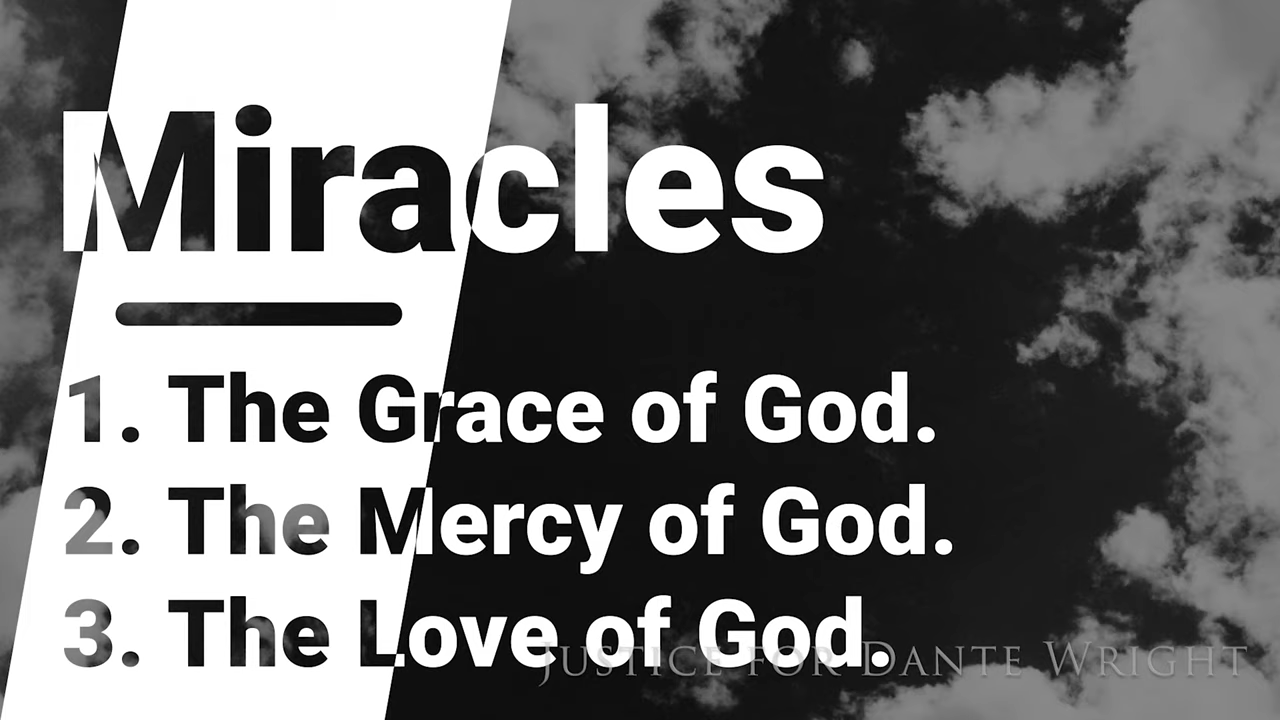 Miracles
1. The Grace of God.
2. The Mercy of God.
3. The Love of God.
Justice for Dante Wright